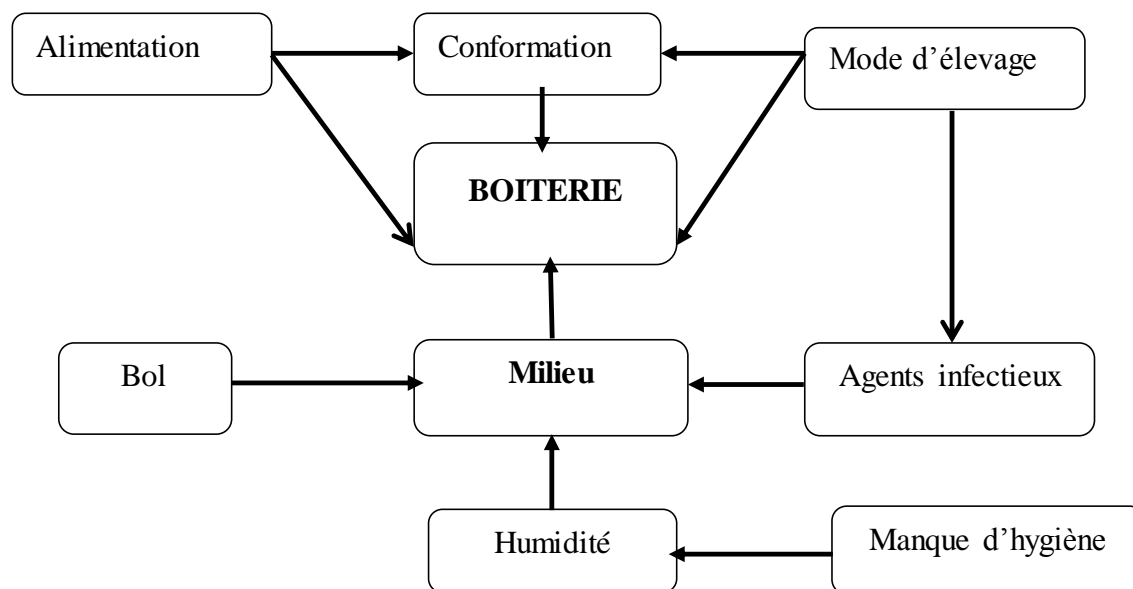 Alimentation
Conformation
Mode d’élevage
BOITERIE
Bol
Milieu
Agents infectieux
Humidité
Manque d’hygiène